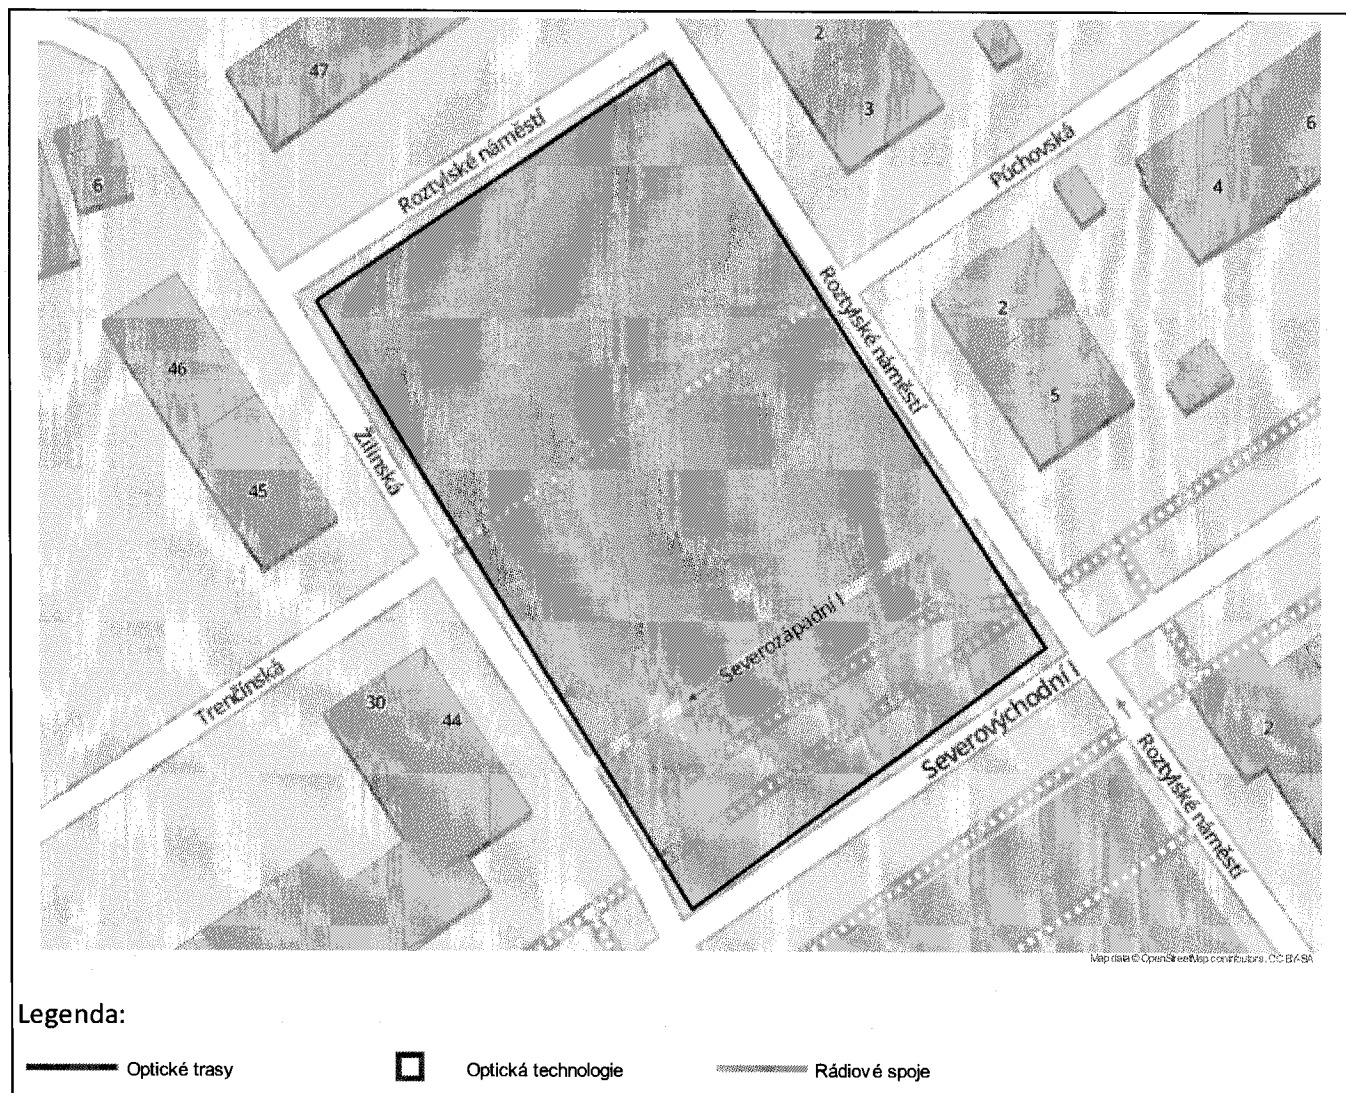 47
2
3
Roztylské náměstí
Púchovská
6
4
6
Roztylské náměstí
2
46
5
Žilinská
45
Severozápadní I
Trenčínská
30
44
Severovýchodní I
2
Roztylské náměstí
Map data © OpenStreetMap contributors, CC BY-SA
Legenda:
Optické trasy
Optická technologie
Rádiové spoje